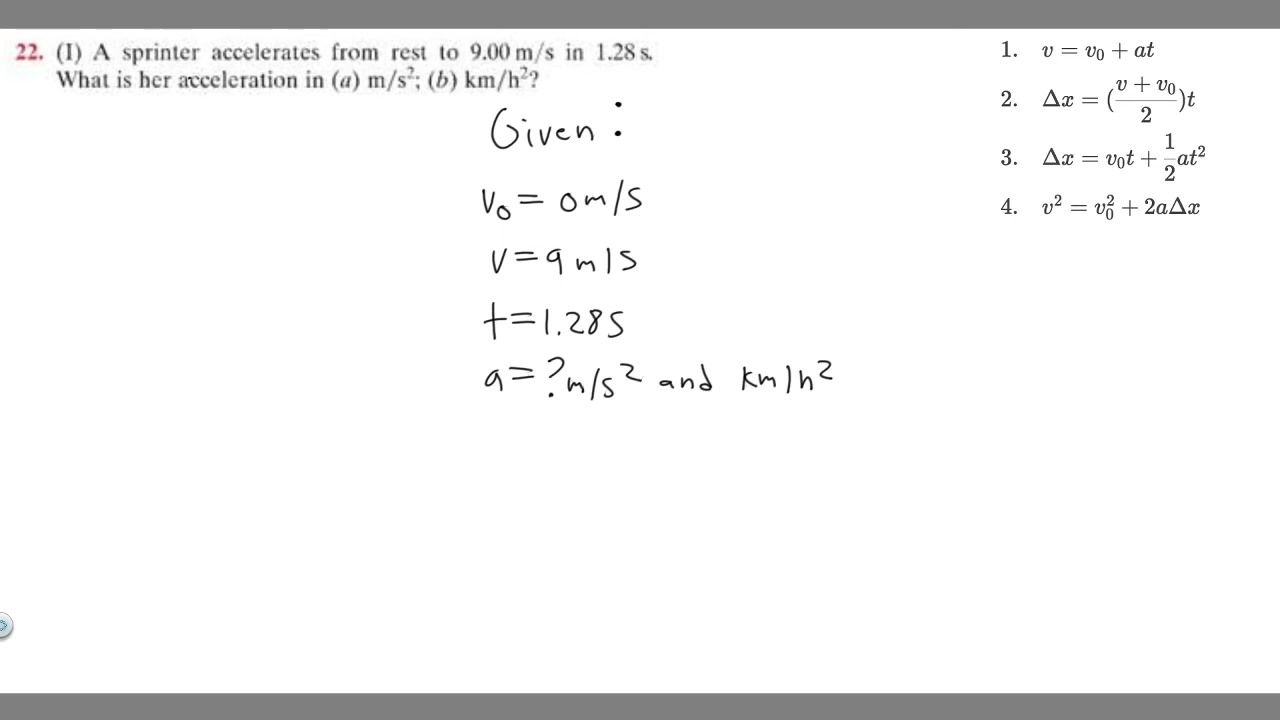 22. (I) A sprinter accelerates from rest to 9.00 m/s in 1.28 s.
What is her acceleration in (a) m/s²; (b) km/h²?
Given :
v₀ = 0 m/s
v = 9 m/s
t = 1.28 s
a = ? m/s² and km/h²
1. v = v₀ + at
2. Δx = ((v + v₀)/2)t
3. Δx = v₀t + 1/2 at²
4. v² = v₀² + 2aΔx